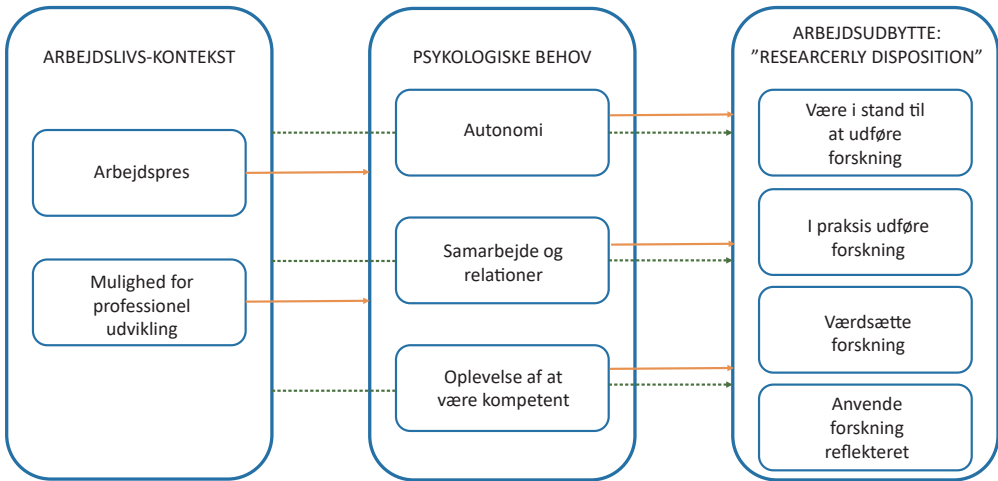 ARBEJDSLIVS-KONTEKST
Arbejdspres
Mulighed for
professionel
udvikling
PSYKOLOGISKE BEHOV
Autonomi
Samarbejde og
relationer
Oplevelse af at
være kompetent
ARBEJDSUDBYTTE:
”RESEARCERLY DISPOSITION”
Være i stand til
at udføre
forskning
I praksis udføre
forskning
Værdsætte
forskning
Anvende
forskning
reflekteret